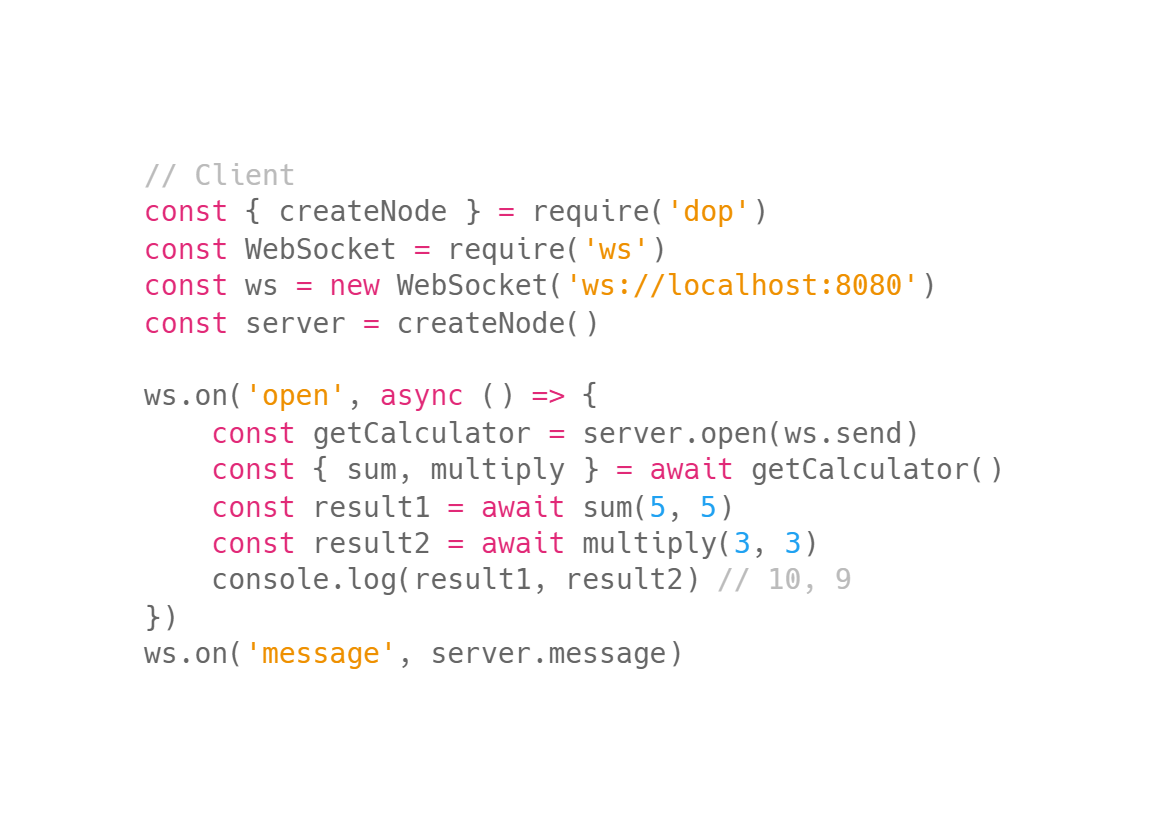 // Client
const { createNode } = require('dop')
const WebSocket = require('ws')
const ws = new WebSocket('ws://localhost:8080')
const server = createNode()

ws.on('open', async () => {
    const getCalculator = server.open(ws.send)
    const { sum, multiply } = await getCalculator()
    const result1 = await sum(5, 5)
    const result2 = await multiply(3, 3)
    console.log(result1, result2) // 10, 9
})
ws.on('message', server.message)